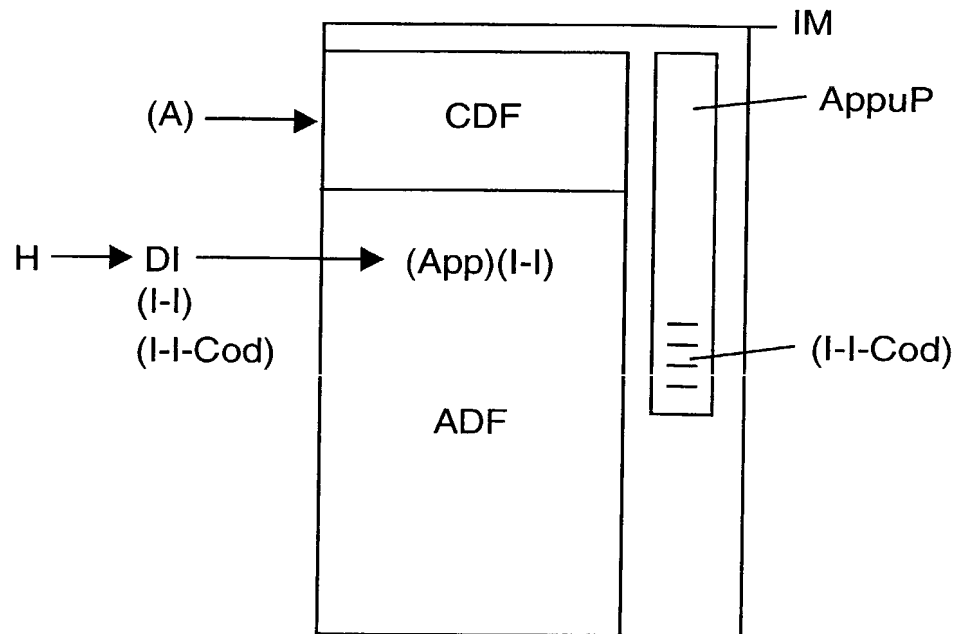 IM
AppuP
(A)
CDF
H
DI
(App)(I-I)
(I-I)
(I-I-Cod)
(I-I-Cod)
ADF